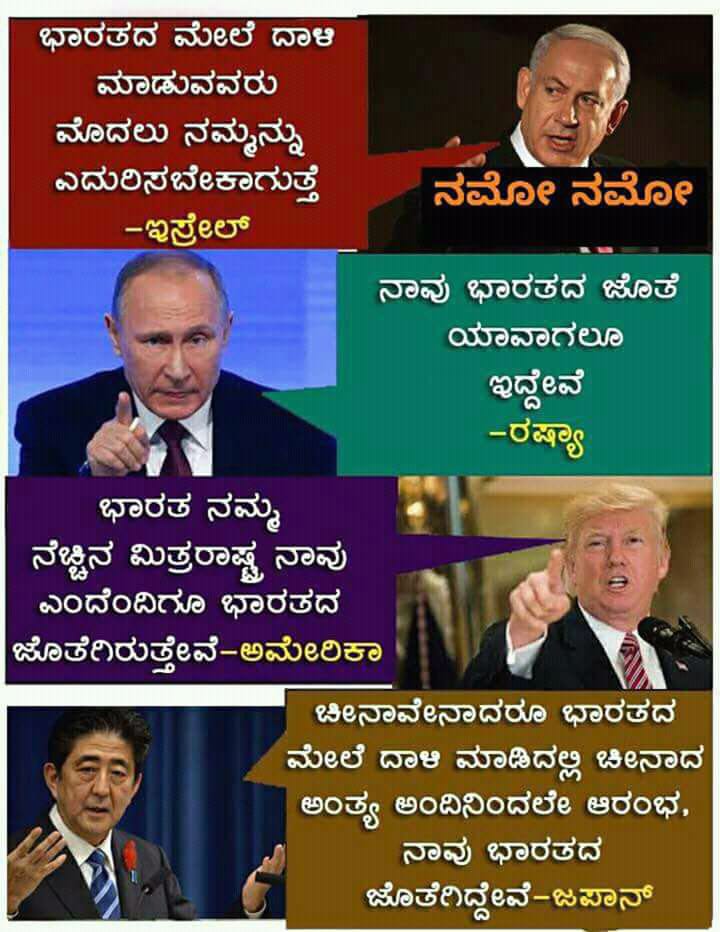 ಭಾರತದ ಮೇಲೆ ದಾಳಿ
ಮಾಡುವವರು
ಮೊದಲು ನಮ್ಮನ್ನು
ಎದುರಿಸಬೇಕಾಗುತ್ತೆ
-ಇಸ್ರೇಲ್
ನಮೋ ನಮೋ
ನಾವು ಭಾರತದ ಜೊತೆ
ಯಾವಾಗಲೂ
ಇದ್ದೇವೆ
-ರಷ್ಯಾ
ಭಾರತ ನಮ್ಮ
ನೆಚ್ಚಿನ ಮಿತ್ರರಾಷ್ಟ್ರ ನಾವು
ಎಂದೆಂದಿಗೂ ಭಾರತದ
ಜೊತೆಗಿರುತ್ತೇವೆ-ಅಮೇರಿಕಾ
ಚೀನಾವೇನಾದರೂ ಭಾರತದ
ಮೇಲೆ ದಾಳಿ ಮಾಡಿದಲ್ಲಿ ಚೀನಾದ
ಅಂತ್ಯ ಅಂದಿನಿಂದಲೇ ಆರಂಭ,
ನಾವು ಭಾರತದ
ಜೊತೆಗಿದ್ದೇವೆ-ಜಪಾನ್